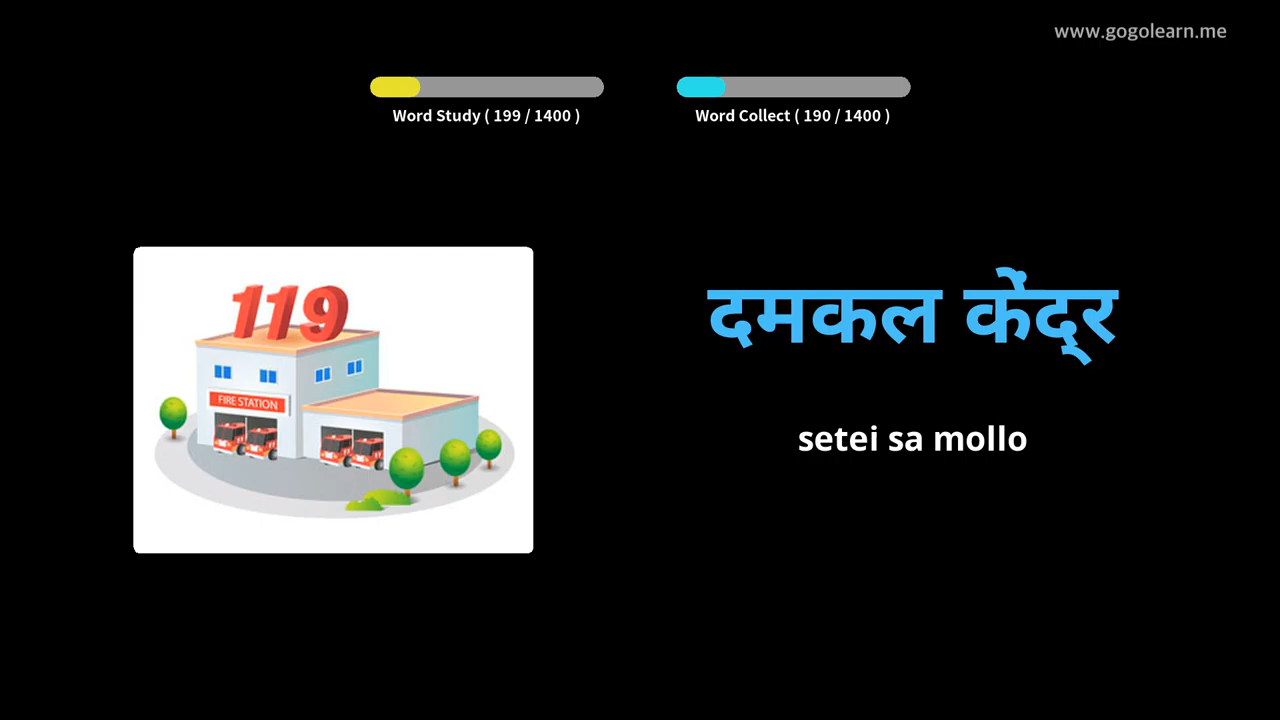 www.gogolearn.me
Word Study ( 199 / 1400 )
Word Collect ( 190 / 1400 )
119
FIRE STATION
दमकल केंद्र
setei sa mollo